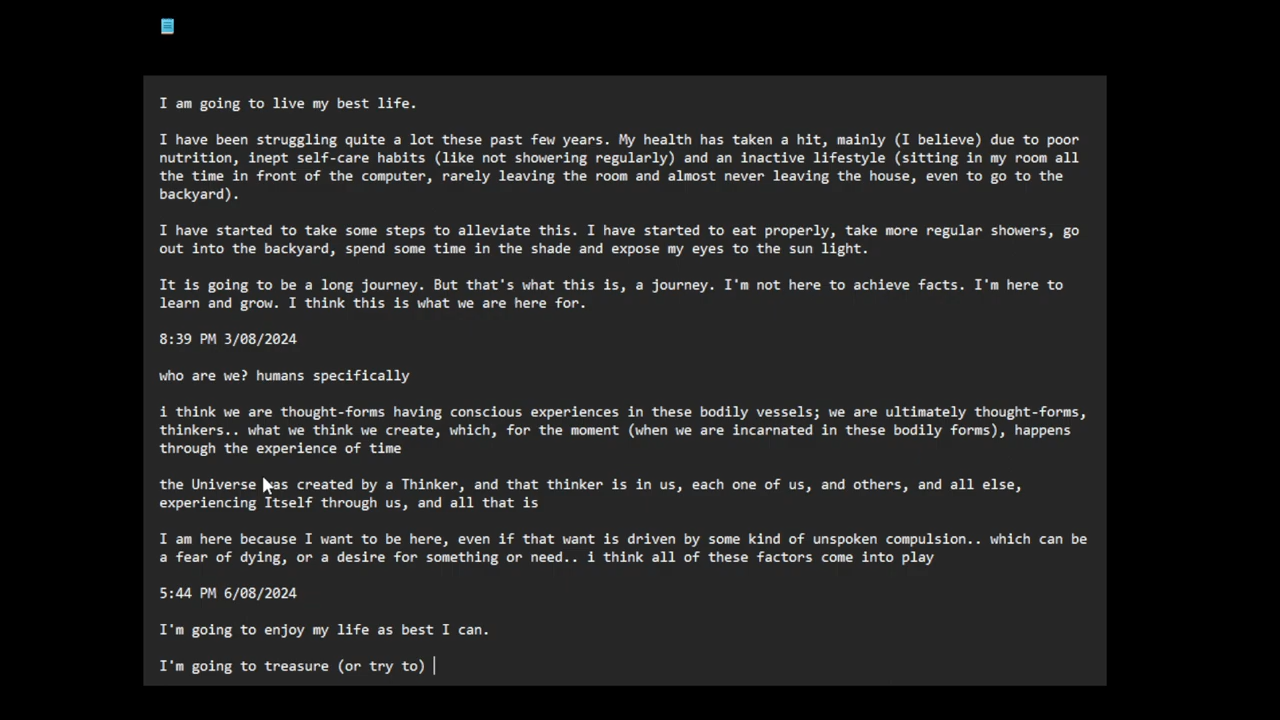 I am going to live my best life.
I have been struggling quite a lot these past few years. My health has taken a hit, mainly (I believe) due to poor
nutrition, inept self-care habits (like not showering regularly) and an inactive lifestyle (sitting in my room all
the time in front of the computer, rarely leaving the room and almost never leaving the house, even to go to the
backyard).
I have started to take some steps to alleviate this. I have started to eat properly, take more regular showers, go
out into the backyard, spend some time in the shade and expose my eyes to the sun light.
It is going to be a long journey. But that's what this is, a journey. I'm not here to achieve facts. I'm here to
learn and grow. I think this is what we are here for.
8:39 PM 3/08/2024
who are we? humans specifically
i think we are thought-forms having conscious experiences in these bodily vessels; we are ultimately thought-forms,
thinkers.. what we think we create, which, for the moment (when we are incarnated in these bodily forms), happens
through the experience of time
the Universe was created by a Thinker, and that thinker is in us, each one of us, and others, and all else,
experiencing Itself through us, and all that is
I am here because I want to be here, even if that want is driven by some kind of unspoken compulsion.. which can be
a fear of dying, or a desire for something or need.. i think all of these factors come into play
5:44 PM 6/08/2024
I'm going to enjoy my life as best I can.
I'm going to treasure (or try to)